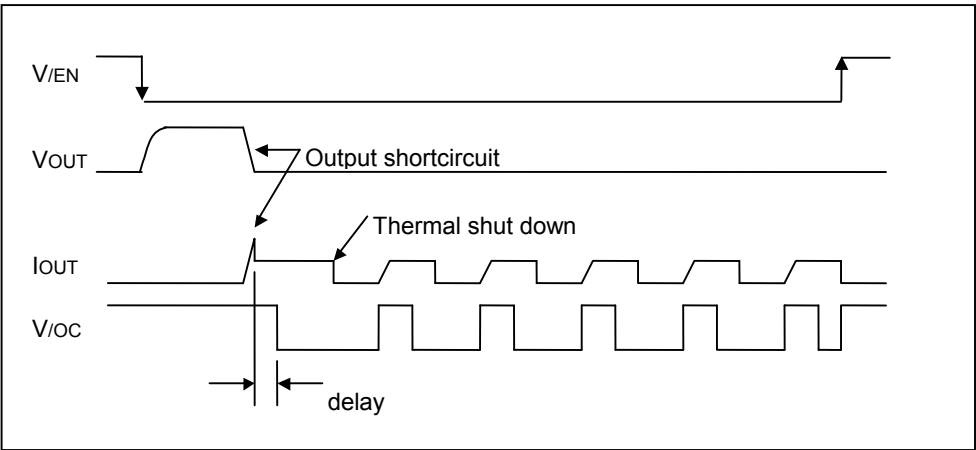 V/EN
VOUT
Output shortcircuit
Thermal shut down
IOUT
V/OC
delay